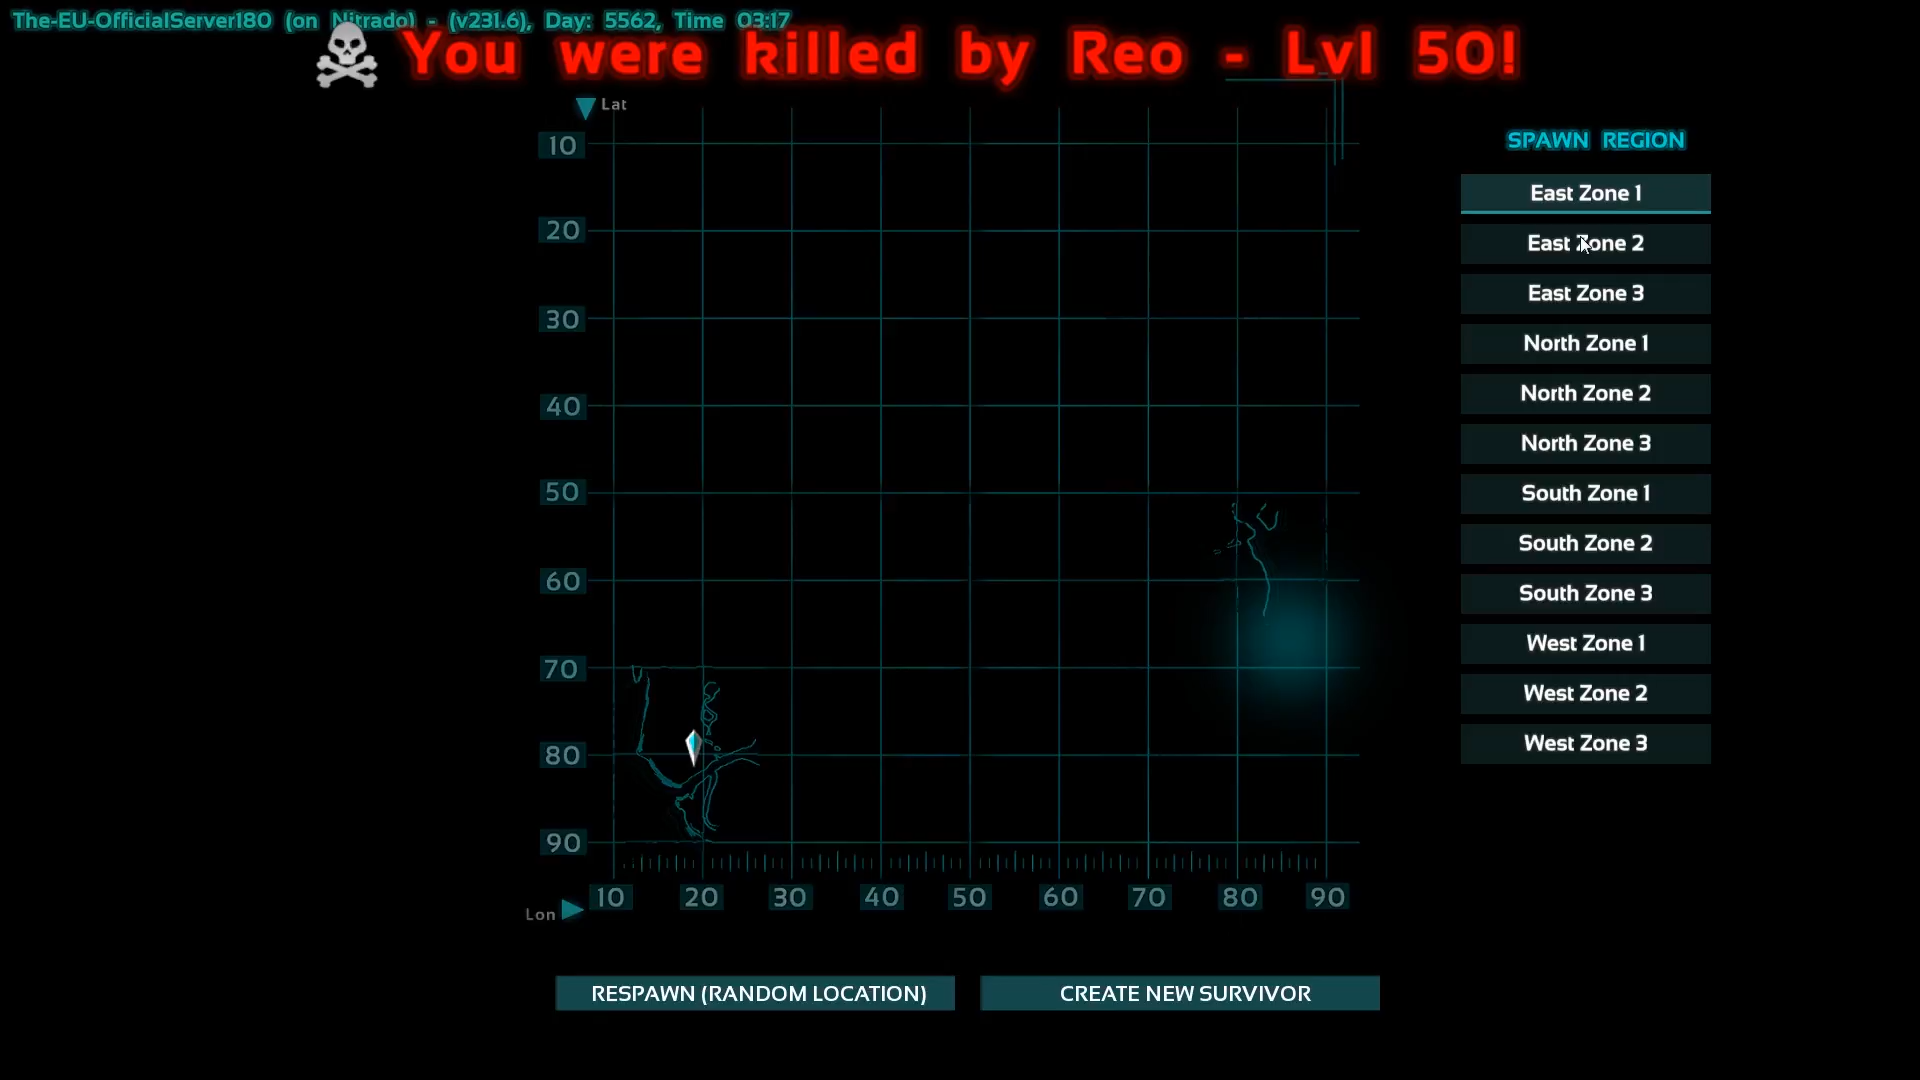 The-EU-OfficialServer180 (on Nitrado) - (v231.6), Day: 5562, Time 03:17
You were killed by Reo - Lvl 50!
Lat
10
20
30
40
50
60
70
80
90
Lon
10 20 30 40 50 60 70 80 90
SPAWN REGION
East Zone 1
East Zone 2
East Zone 3
North Zone 1
North Zone 2
North Zone 3
South Zone 1
South Zone 2
South Zone 3
West Zone 1
West Zone 2
West Zone 3
RESPAWN (RANDOM LOCATION)
CREATE NEW SURVIVOR